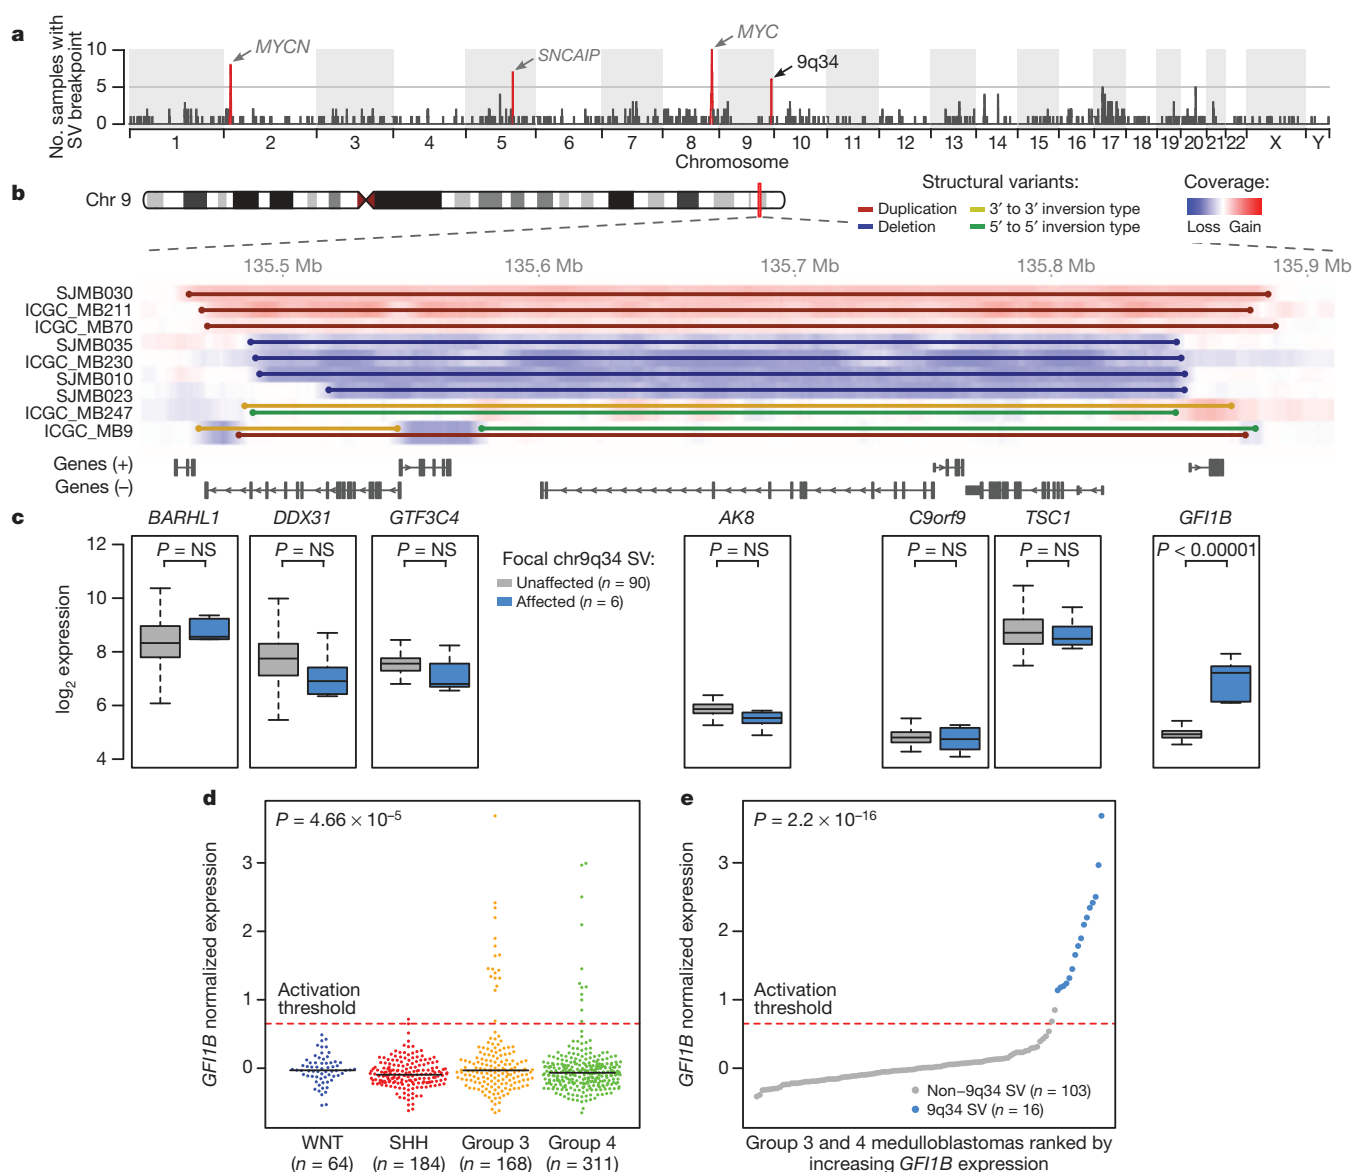 a
No. samples with
SV breakpoint
10
5
0
MYCN
SNCAIP
MYC
9q34
1 2 3 4 5 6 7 8 9 10 11 12 13 14 15 16 17 18 19 20 21 22 X Y
Chromosome
b
Chr 9
Structural variants:
Duplication
3′ to 3′ inversion type
Deletion
5′ to 5′ inversion type
Coverage:
Loss Gain
135.5 Mb 135.6 Mb 135.7 Mb 135.8 Mb 135.9 Mb
SJMB030
ICGC_MB211
ICGC_MB70
SJMB035
ICGC_MB230
SJMB010
SJMB023
ICGC_MB247
ICGC_MB9
Genes (+)
Genes (–)
c
BARHL1 DDX31 GTF3C4 AK8 C9orf9 TSC1 GFI1B
log2 expression
12
10
8
6
4
P = NS P = NS P = NS P = NS P = NS P = NS P < 0.00001
Focal chr9q34 SV:
Unaffected (n = 90)
Affected (n = 6)
d
P = 4.66 × 10–5
GFI1B normalized expression
3
2
1
0
Activation
threshold
WNT SHH Group 3 Group 4
(n = 64) (n = 184) (n = 168) (n = 311)
e
P = 2.2 × 10–16
GFI1B normalized expression
3
2
1
0
Activation
threshold
Non–9q34 SV (n = 103)
9q34 SV (n = 16)
Group 3 and 4 medulloblastomas ranked by
increasing GFI1B expression